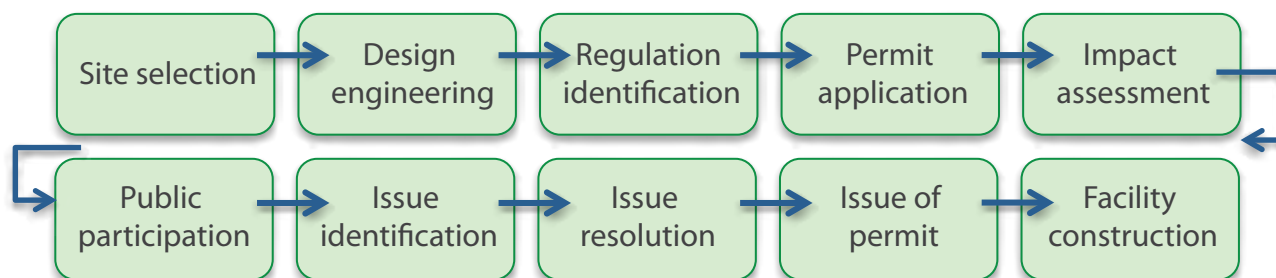 Site selection
Design
engineering
Regulation
identification
Permit
application
Impact
assessment
Public
participation
Issue
identification
Issue
resolution
Issue of
permit
Facility
construction